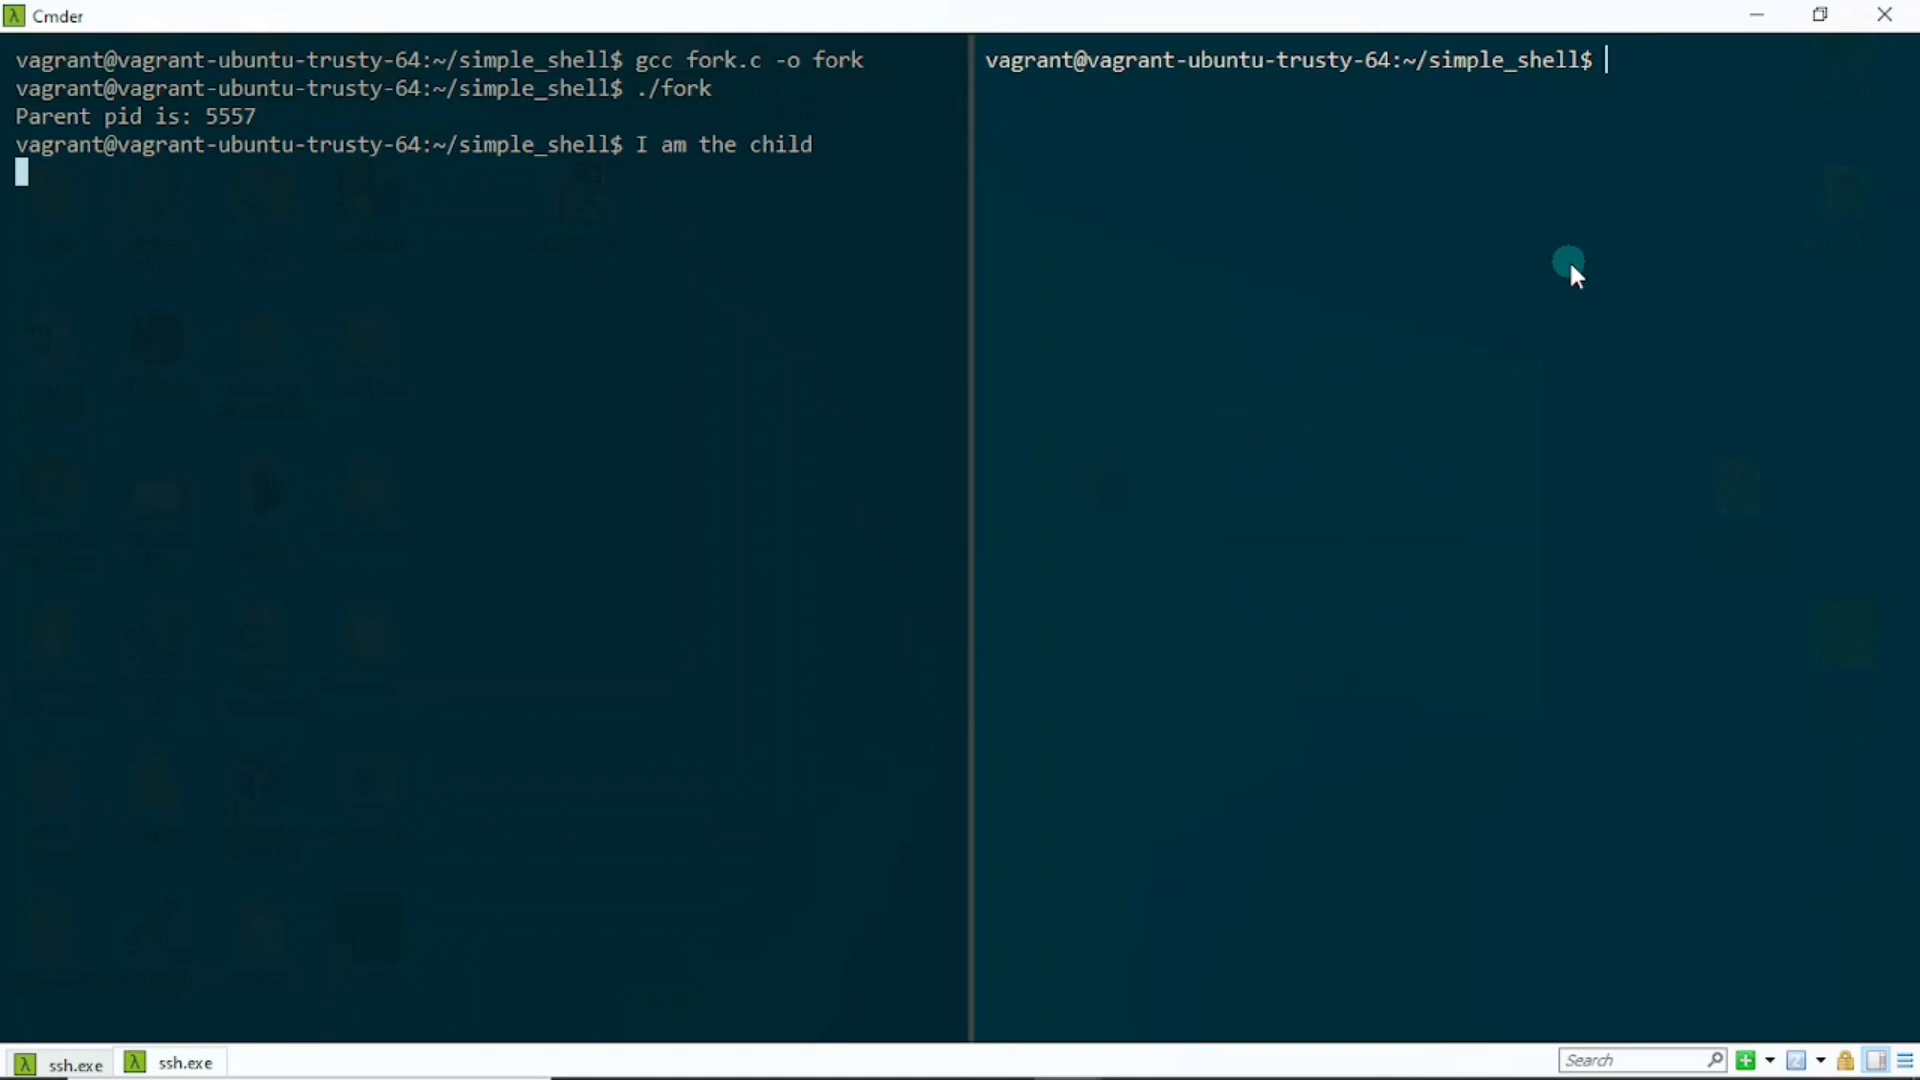 Cmder
vagrant@vagrant-ubuntu-trusty-64:~/simple_shell$ gcc fork.c -o fork
vagrant@vagrant-ubuntu-trusty-64:~/simple_shell$ ./fork
Parent pid is: 5557
vagrant@vagrant-ubuntu-trusty-64:~/simple_shell$ I am the child
vagrant@vagrant-ubuntu-trusty-64:~/simple_shell$
ssh.exe
ssh.exe
Search